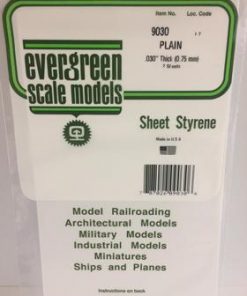 Item No. Loc. Code
9030
PLAIN
.030" Thick (0.75 mm)
evergreen
scale models
Sheet Styrene
Made in U.S.A
Model Railroading
Architectural Models
Military Models
Industrial Models
Miniatures
Ships and Planes
Instructions on back